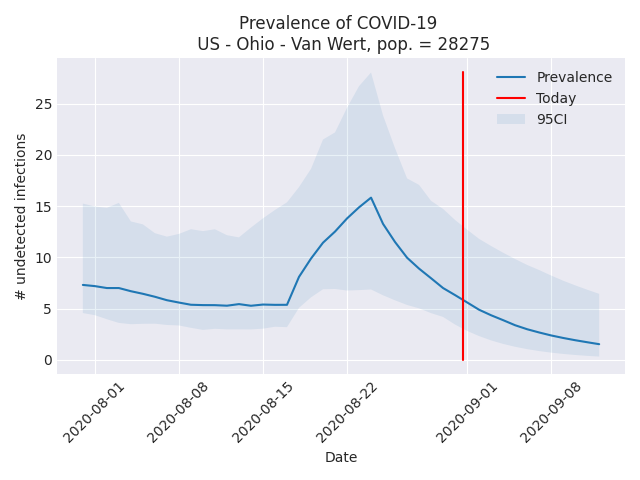 Prevalence of COVID-19
US - Ohio - Van Wert, pop. = 28275
Prevalence
Today
95CI
# undetected infections
25
20
15
10
5
0
2020-08-01
2020-08-08
2020-08-15
2020-08-22
2020-09-01
2020-09-08
Date